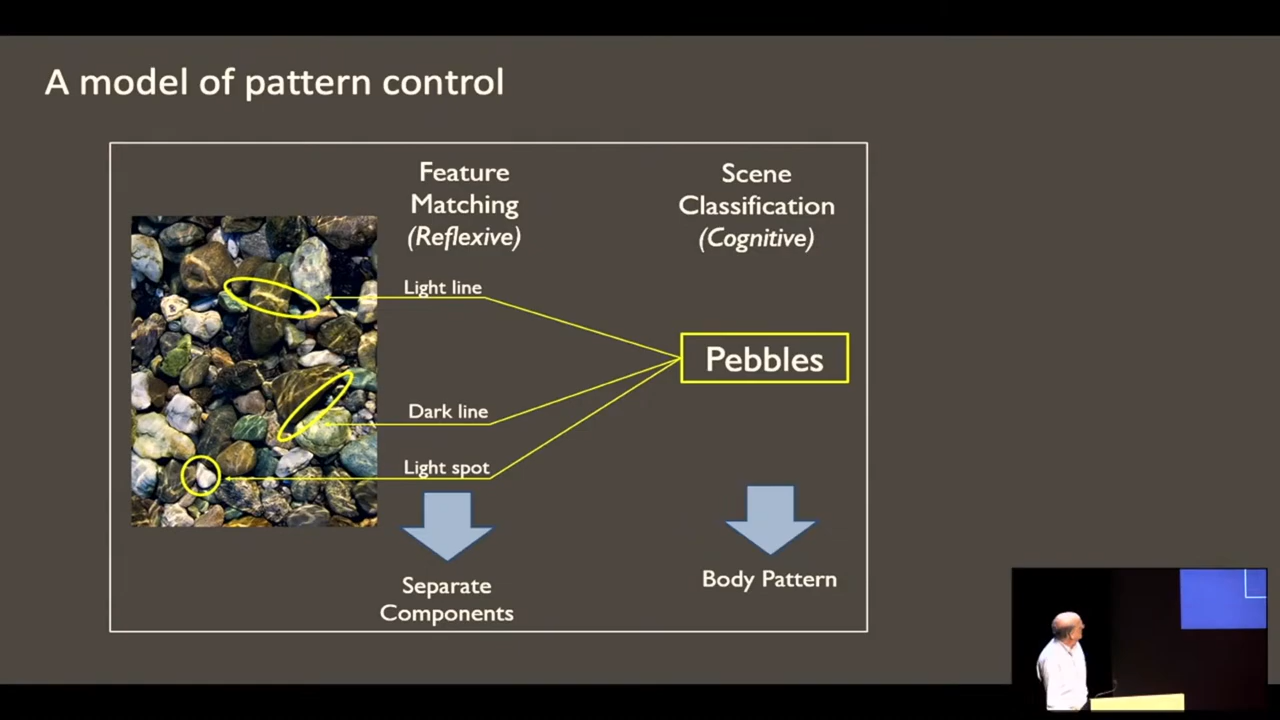 A model of pattern control
Feature
Matching
(Reflexive)
Scene
Classification
(Cognitive)
Light line
Pebbles
Dark line
Light spot
Separate
Components
Body Pattern